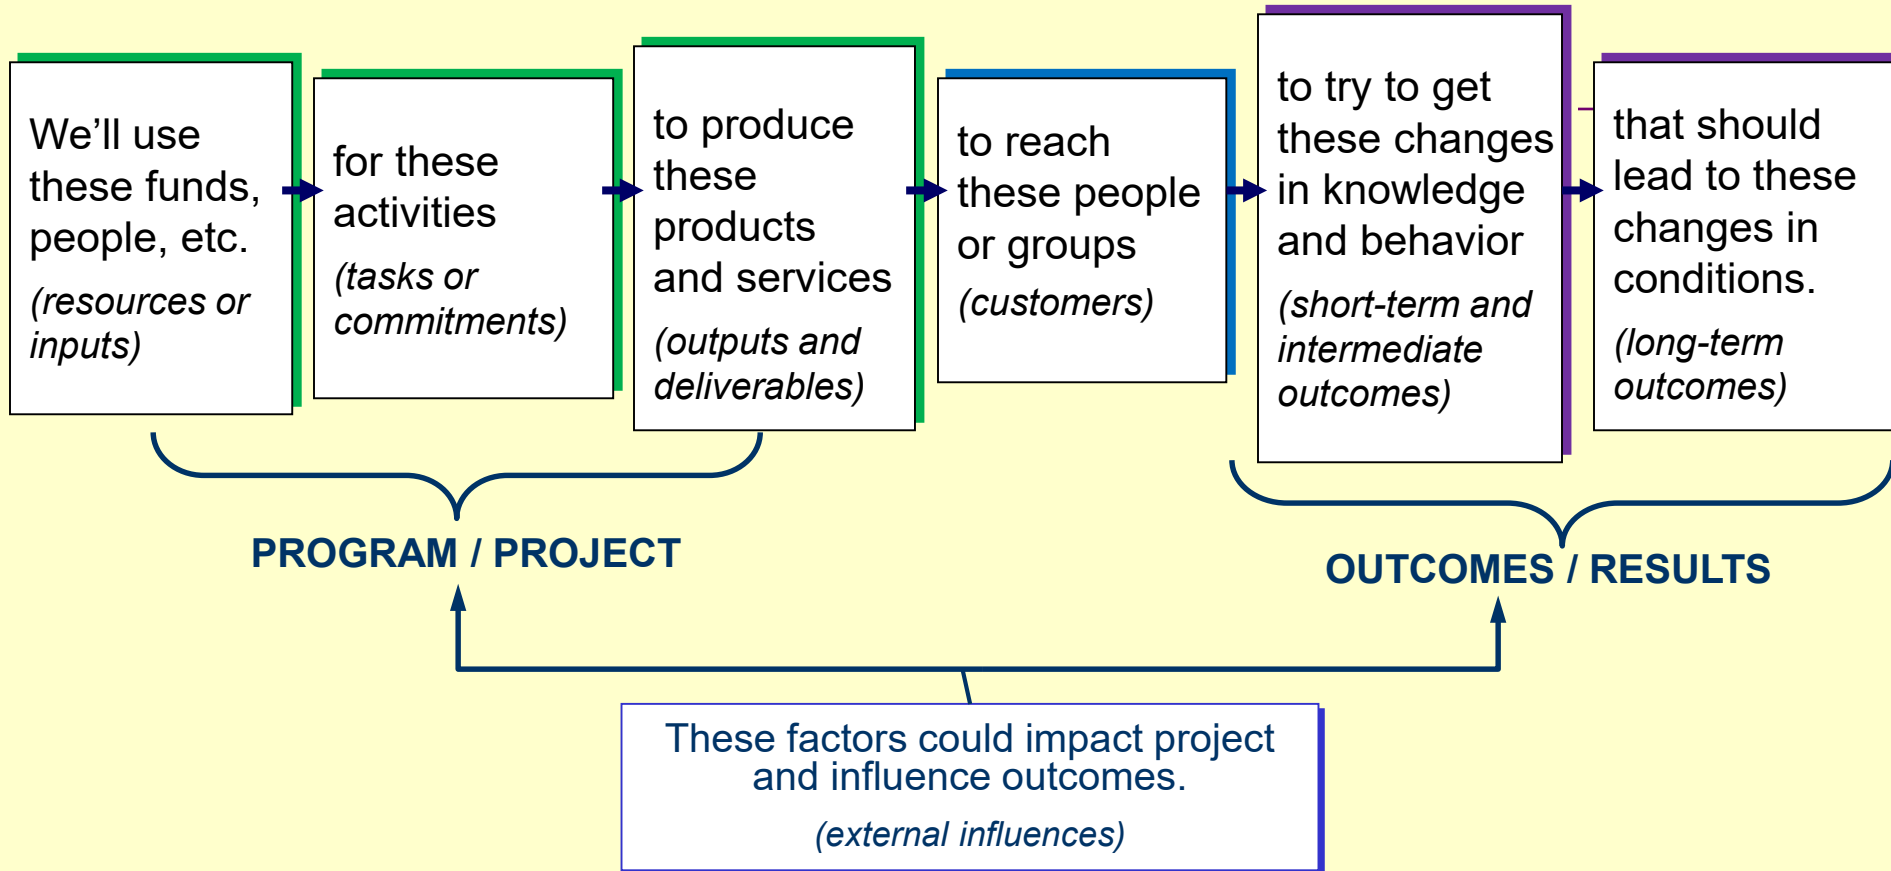 We’ll use
these funds,
people, etc.
(resources or
inputs)
for these
activities
(tasks or
commitments)
to produce
these
products
and services
(outputs and
deliverables)
to reach
these people
or groups
(customers)
to try to get
these changes
in knowledge
and behavior
(short-term and
intermediate
outcomes)
that should
lead to these
changes in
conditions.
(long-term
outcomes)
PROGRAM / PROJECT
OUTCOMES / RESULTS
These factors could impact project
and influence outcomes.
(external influences)